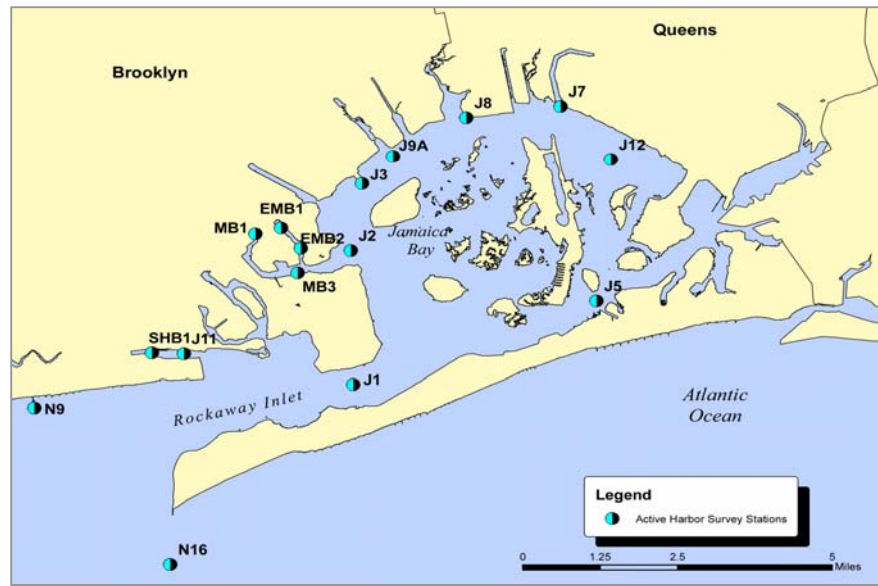 Queens
Brooklyn
J7
J8
J9A
J12
J3
EMB1
MB1
EMB2
J2
Jamaica
Bay
MB3
J5
SHB1
J11
J1
Rockaway Inlet
N9
Atlantic
Ocean
Legend
Active Harbor Survey Stations
N16
0 1.25 2.5 5
Miles